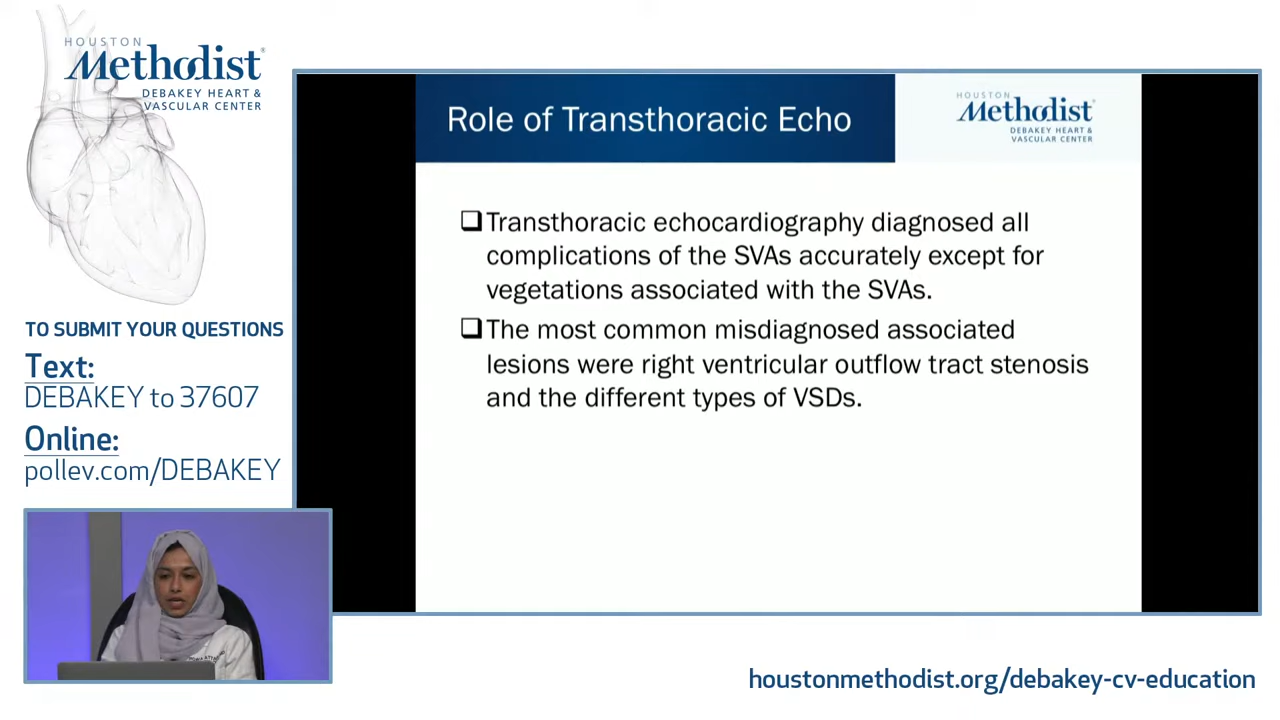 HOUSTON
Methodist
DEBAKEY HEART &
VASCULAR CENTER
TO SUBMIT YOUR QUESTIONS
Text:
DEBAKEY to 37607
Online:
pollev.com/DEBAKEY
Role of Transthoracic Echo
HOUSTON
Methodist
DEBAKEY HEART &
VASCULAR CENTER
Transthoracic echocardiography diagnosed all
complications of the SVAs accurately except for
vegetations associated with the SVAs.
The most common misdiagnosed associated
lesions were right ventricular outflow tract stenosis
and the different types of VSDs.
houstonmethodist.org/debakey-cv-education